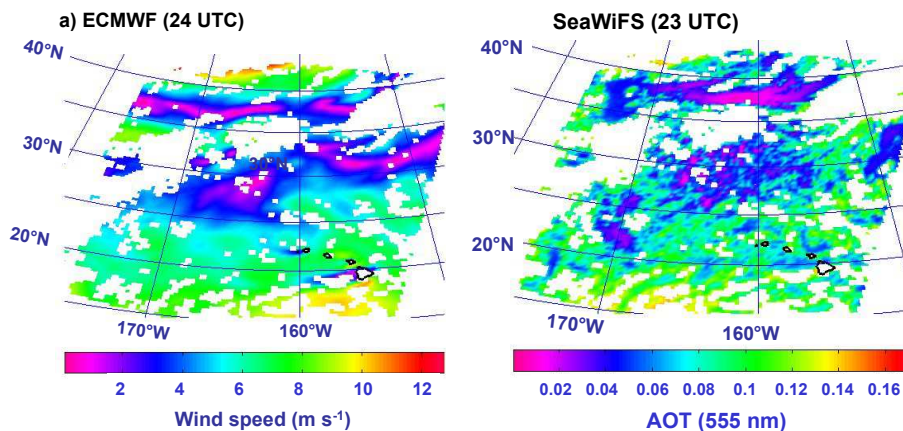 a) ECMWF (24 UTC)
SeaWiFS (23 UTC)
40°N
30°N
20°N
170°W
160°W
40°N
30°N
20°N
170°W
160°W
2 4 6 8 10 12
Wind speed (m s⁻¹)
0.02 0.04 0.06 0.08 0.1 0.12 0.14 0.16
AOT (555 nm)